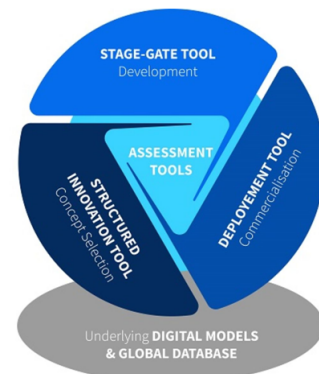 STAGE-GATE TOOL
Development
ASSESSMENT
TOOLS
STRUCTURED
INNOVATION TOOL
Concept Selection
DEPLOYEMENT TOOL
Commercialisation
Underlying DIGITAL MODELS
& GLOBAL DATABASE